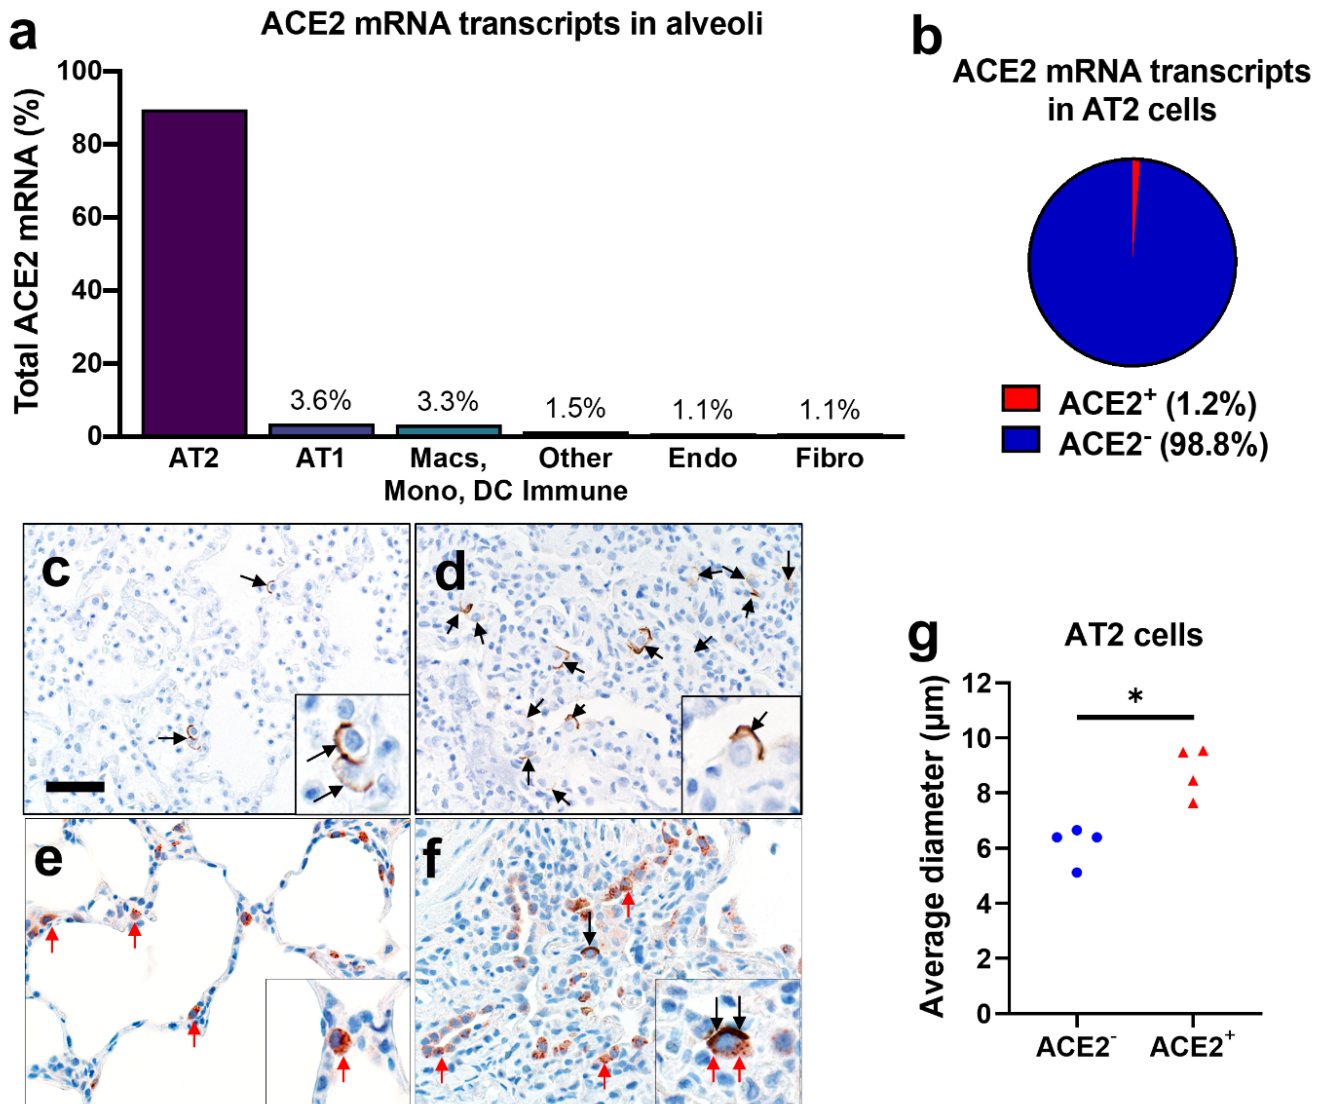 a
ACE2 mRNA transcripts in alveoli
Total ACE2 mRNA (%)
100
80
60
40
20
0
3.6%
3.3%
1.5%
1.1%
1.1%
AT2
AT1
Macs,
Mono, DC
Other
Immune
Endo
Fibro
b
ACE2 mRNA transcripts
in AT2 cells
ACE2⁺ (1.2%)
ACE2⁻ (98.8%)
c
d
e
f
g
AT2 cells
Average diameter (µm)
12
10
8
6
4
2
0
*
ACE2⁻
ACE2⁺